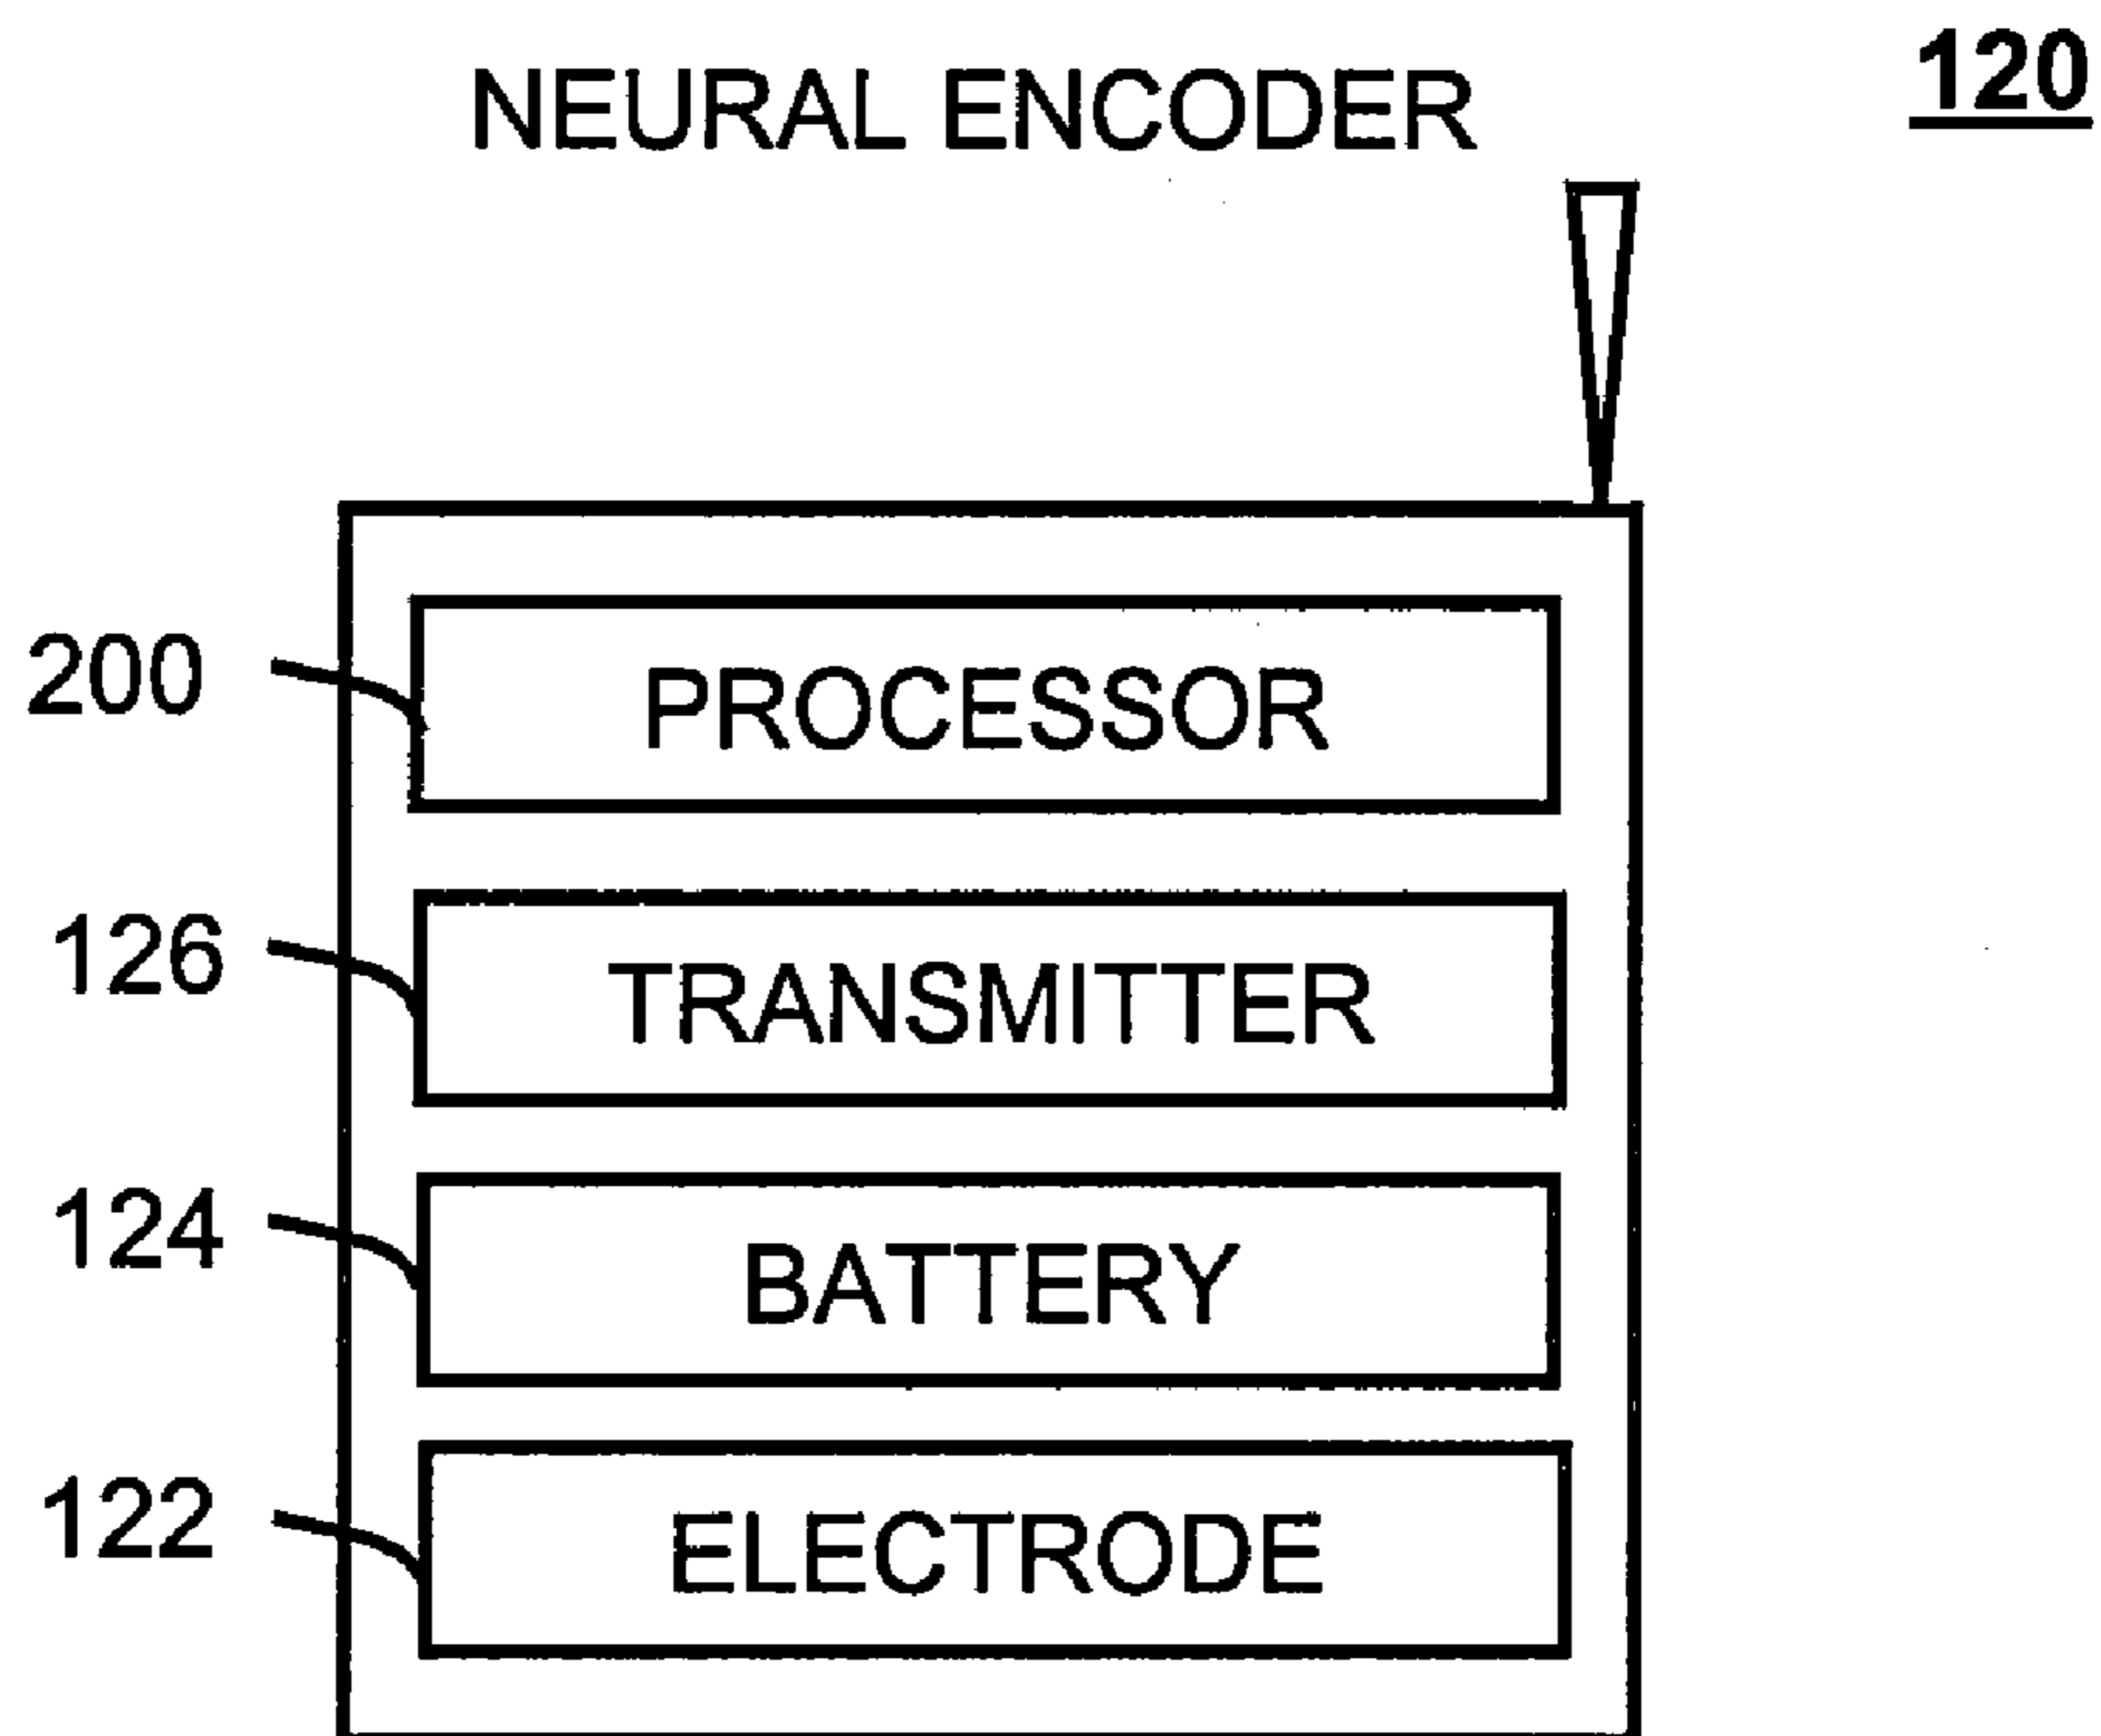 NEURAL ENCODER
120
200
PROCESSOR
126
TRANSMITTER
124
BATTERY
122
ELECTRODE